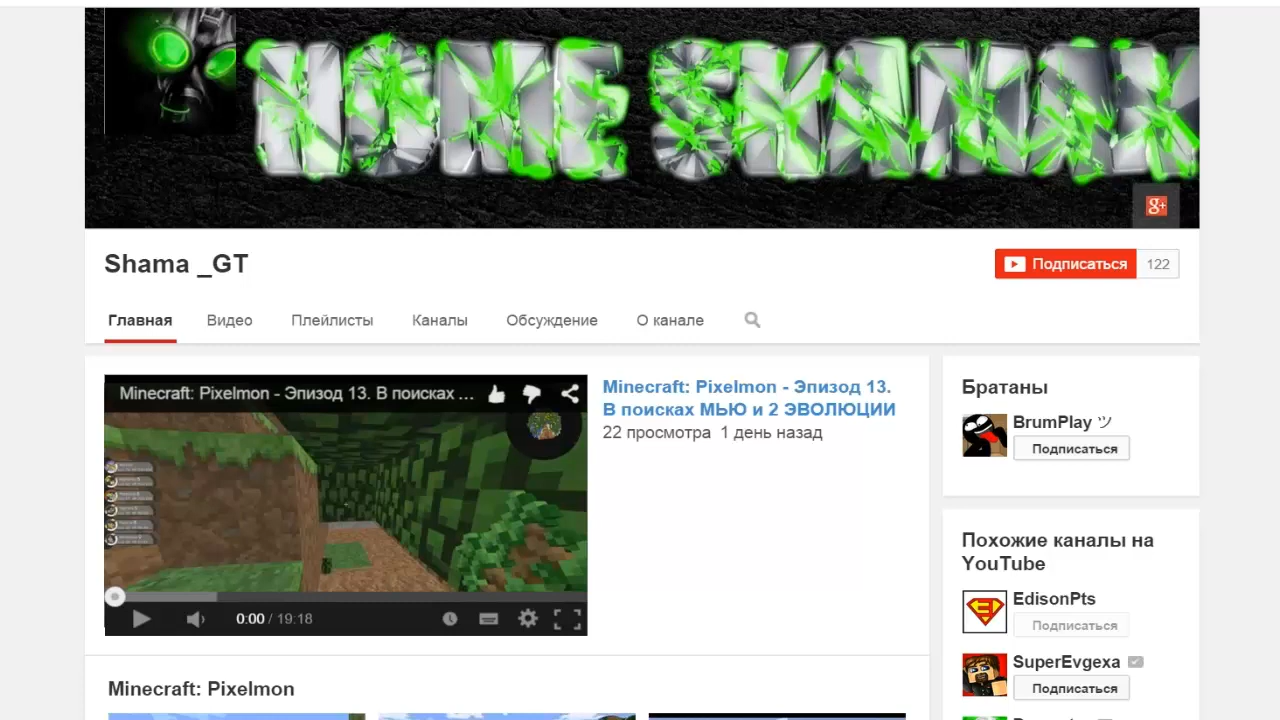 HOME SHAMAN
g+
Shama _GT
Подписаться 122
Главная Видео Плейлисты Каналы Обсуждение О канале
Minecraft: Pixelmon - Эпизод 13. В поисках ...
0:00 / 19:18
Minecraft: Pixelmon - Эпизод 13.
В поисках МЬЮ и 2 ЭВОЛЮЦИИ
22 просмотра 1 день назад
Minecraft: Pixelmon
Братаны
BrumPlay ツ
Подписаться
Похожие каналы на
YouTube
EdisonPts
Подписаться
SuperEvgexa
Подписаться